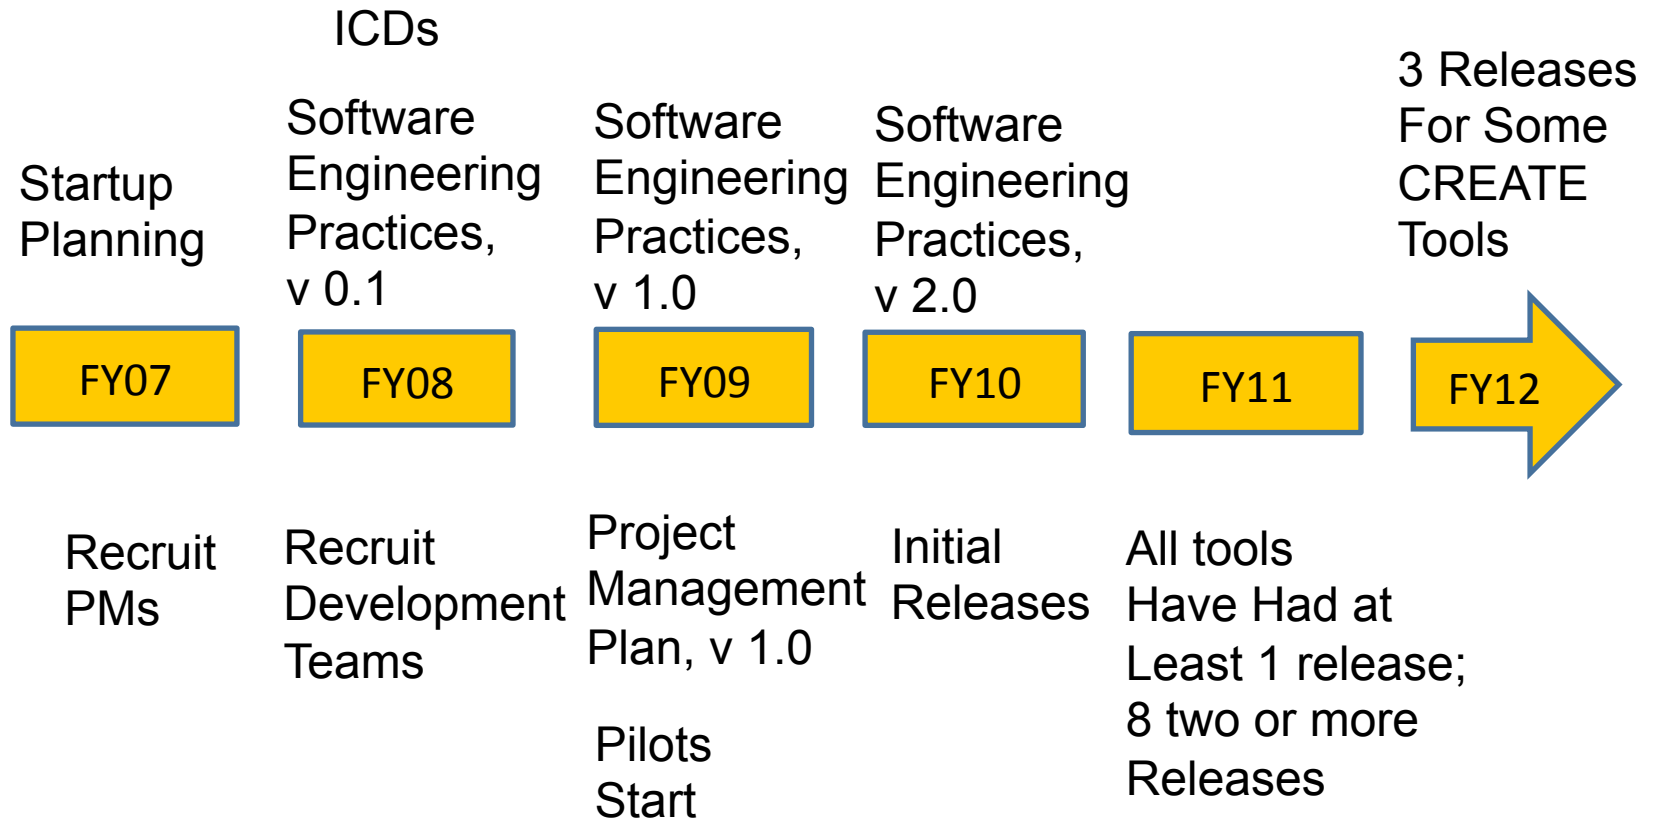 ICDs
Startup
Planning
Software
Engineering
Practices,
v 0.1
Software
Engineering
Practices,
v 1.0
Software
Engineering
Practices,
v 2.0
3 Releases
For Some
CREATE
Tools
FY07
FY08
FY09
FY10
FY11
FY12
Recruit
PMs
Recruit
Development
Teams
Project
Management
Plan, v 1.0
Pilots
Start
Initial
Releases
All tools
Have Had at
Least 1 release;
8 two or more
Releases